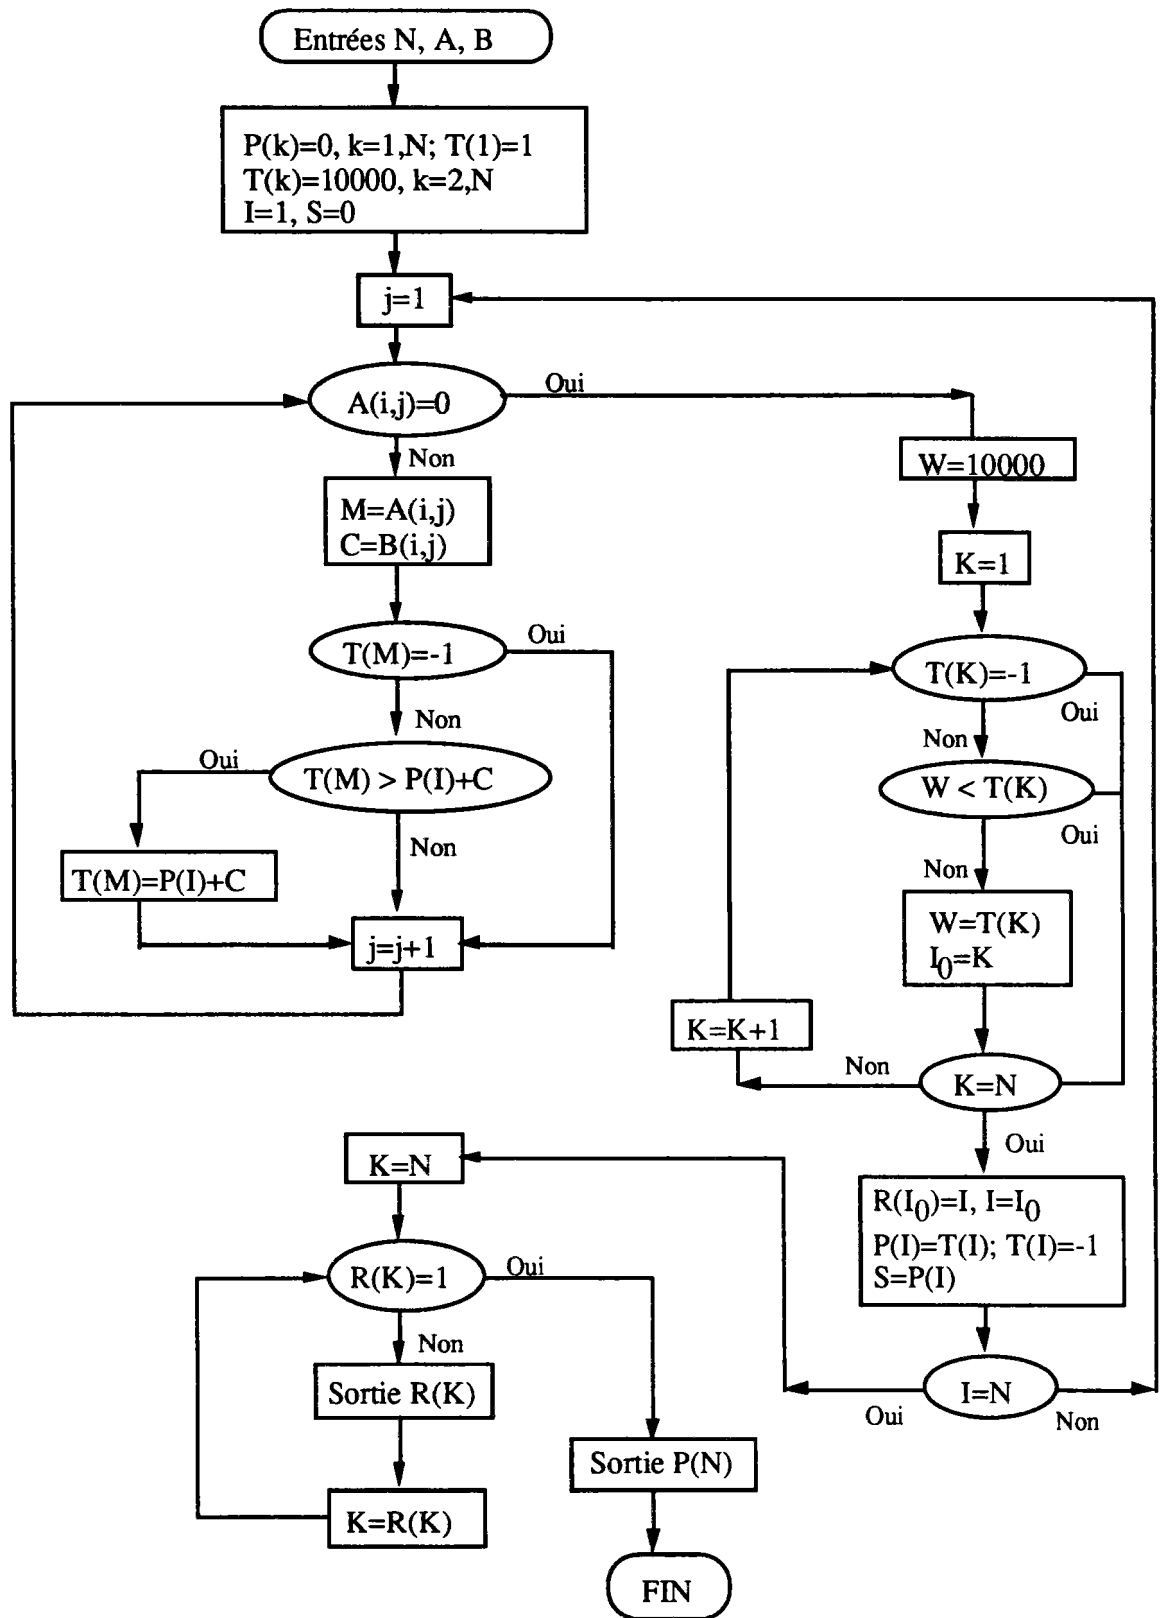 Entrées N, A, B
P(k)=0, k=1,N; T(1)=1
T(k)=10000, k=2,N
I=1, S=0
j=1
A(i,j)=0
Oui
Non
M=A(i,j)
C=B(i,j)
T(M)=-1
Oui
Non
T(M) > P(I)+C
Oui
Non
T(M)=P(I)+C
j=j+1
W=10000
K=1
T(K)=-1
Oui
Non
W < T(K)
Oui
Non
W=T(K)
I0=K
K=K+1
Non
K=N
Oui
R(I0)=I, I=I0
P(I)=T(I); T(I)=-1
S=P(I)
I=N
Oui
Non
K=N
R(K)=1
Oui
Non
Sortie R(K)
K=R(K)
Sortie P(N)
FIN